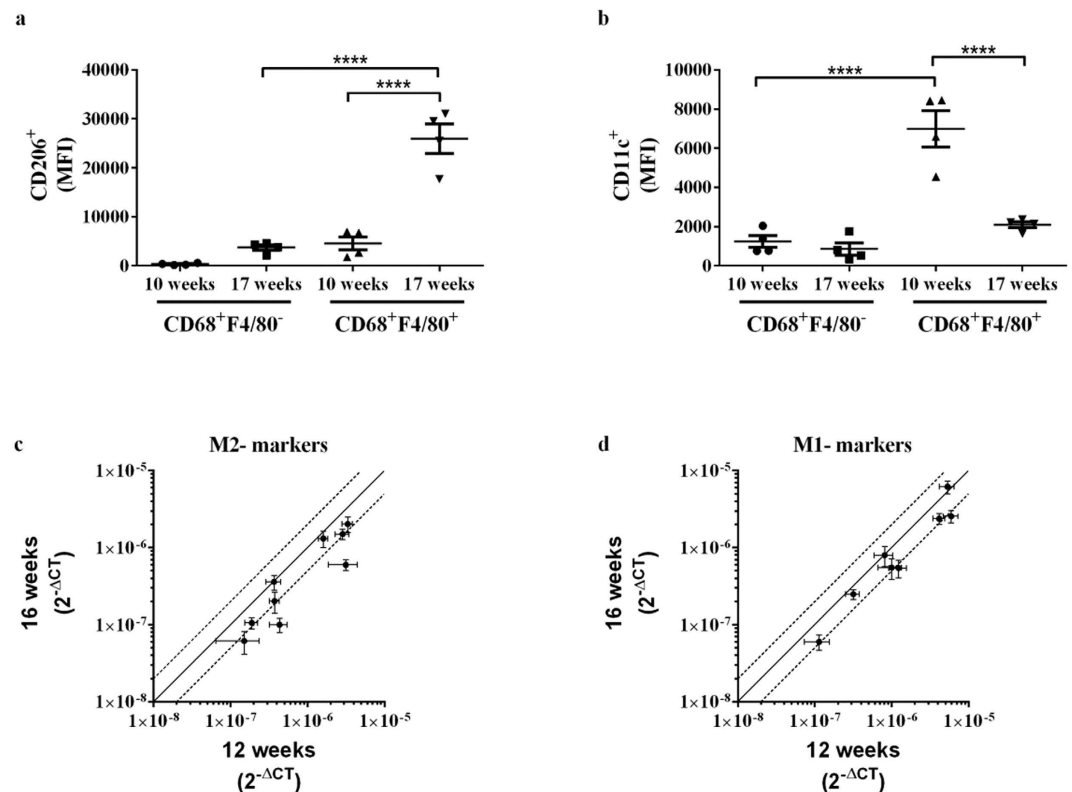 a
b
****
****
****
****
CD206⁺
(MFI)
40000
30000
20000
10000
0
10 weeks 17 weeks 10 weeks 17 weeks
CD68⁺F4/80⁻ CD68⁺F4/80⁺
CD11c⁺
(MFI)
10000
8000
6000
4000
2000
0
10 weeks 17 weeks 10 weeks 17 weeks
CD68⁺F4/80⁻ CD68⁺F4/80⁺
c
M2- markers
16 weeks
(2^-ΔCT)
1×10⁻⁵
1×10⁻⁶
1×10⁻⁷
1×10⁻⁸
1×10⁻⁸ 1×10⁻⁷ 1×10⁻⁶ 1×10⁻⁵
12 weeks
(2^-ΔCT)
d
M1- markers
16 weeks
(2^-ΔCT)
1×10⁻⁵
1×10⁻⁶
1×10⁻⁷
1×10⁻⁸
1×10⁻⁸ 1×10⁻⁷ 1×10⁻⁶ 1×10⁻⁵
12 weeks
(2^-ΔCT)